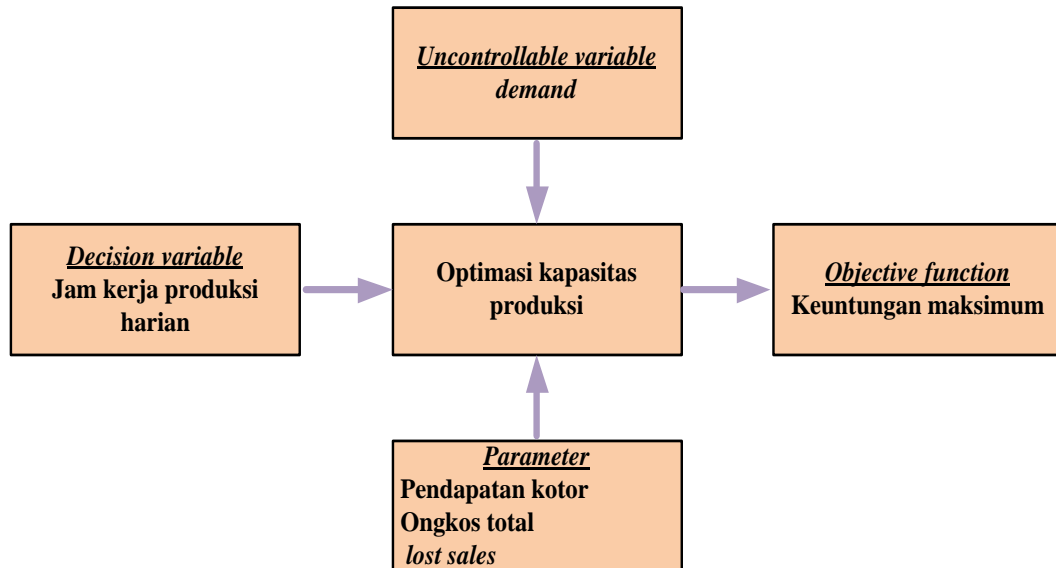 Uncontrollable variable
demand
Decision variable
Jam kerja produksi
harian
Optimasi kapasitas
produksi
Objective function
Keuntungan maksimum
Parameter
Pendapatan kotor
Ongkos total
lost sales